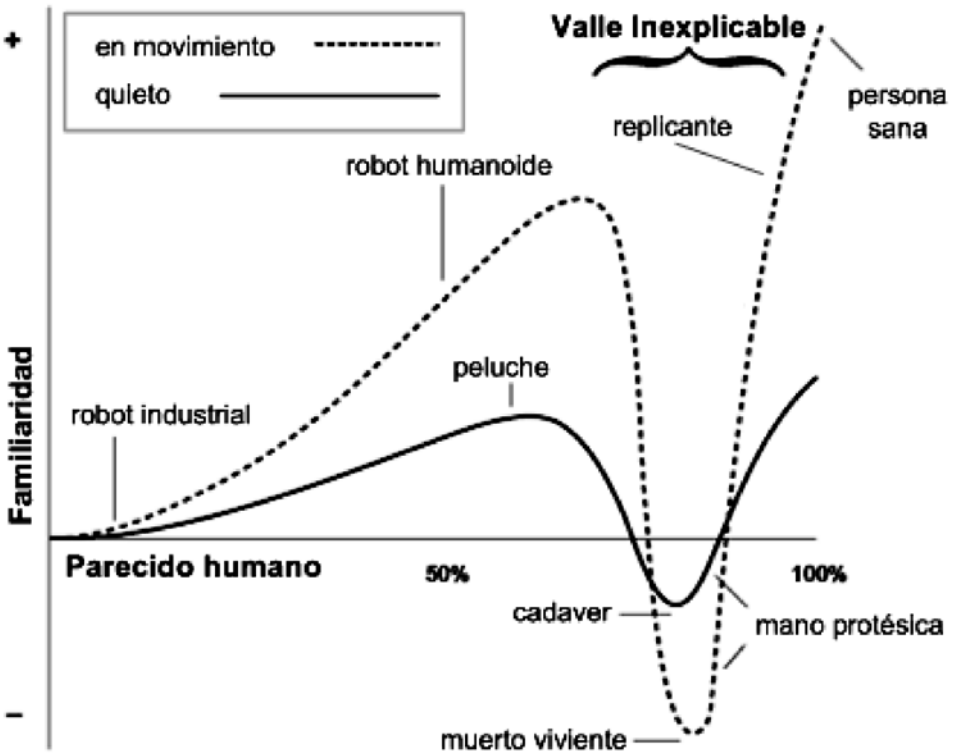 +
en movimiento
quieto
Valle Inexplicable
persona
sana
replicante
robot humanoide
peluche
robot industrial
Familiaridad
Parecido humano
50%
100%
cadaver
mano protésica
–
muerto viviente